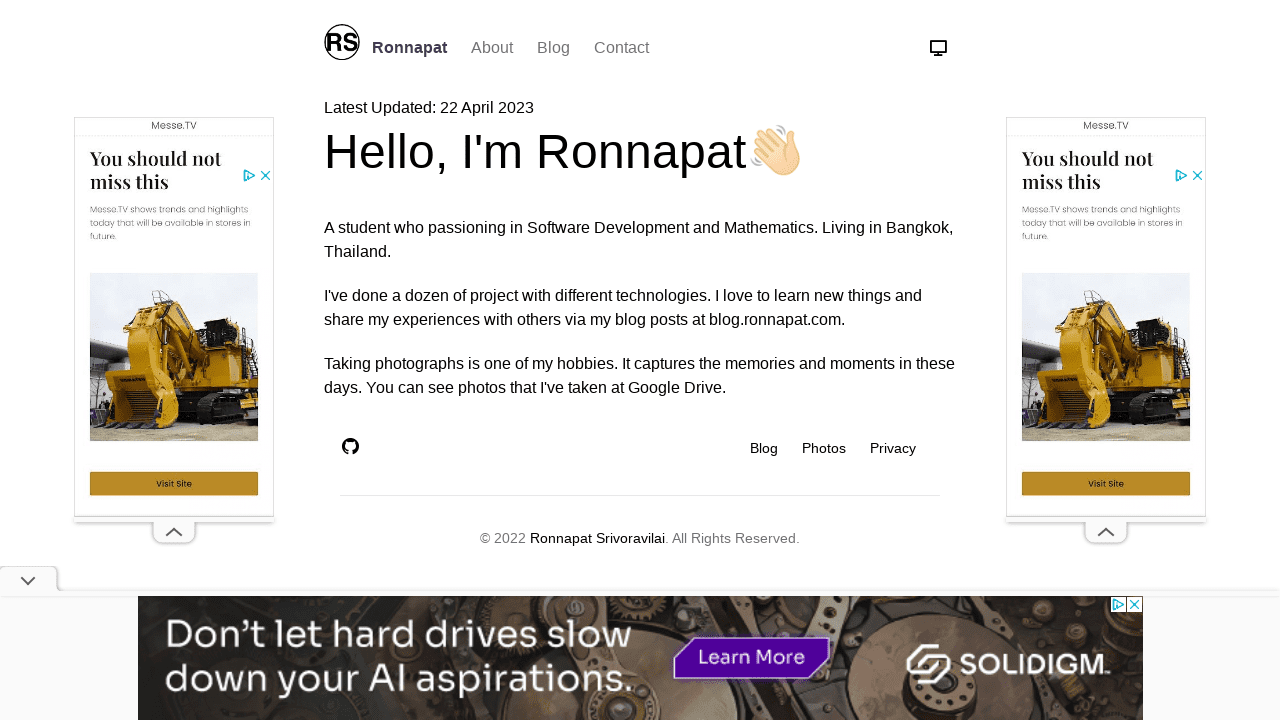 RS Ronnapat About Blog Contact
Latest Updated: 22 April 2023
Hello, I'm Ronnapat
A student who passioning in Software Development and Mathematics. Living in Bangkok,
Thailand.
I've done a dozen of project with different technologies. I love to learn new things and
share my experiences with others via my blog posts at blog.ronnapat.com.
Taking photographs is one of my hobbies. It captures the memories and moments in these
days. You can see photos that I've taken at Google Drive.
Blog Photos Privacy
© 2022 Ronnapat Srivoravilai. All Rights Reserved.
Messe.TV
You should not
miss this
Messe.TV shows trends and highlights
today that will be available in stores in
future.
Visit Site
Messe.TV
You should not
miss this
Messe.TV shows trends and highlights
today that will be available in stores in
future.
Visit Site
Don't let hard drives slow
down your AI aspirations.
Learn More
SOLIDIGM